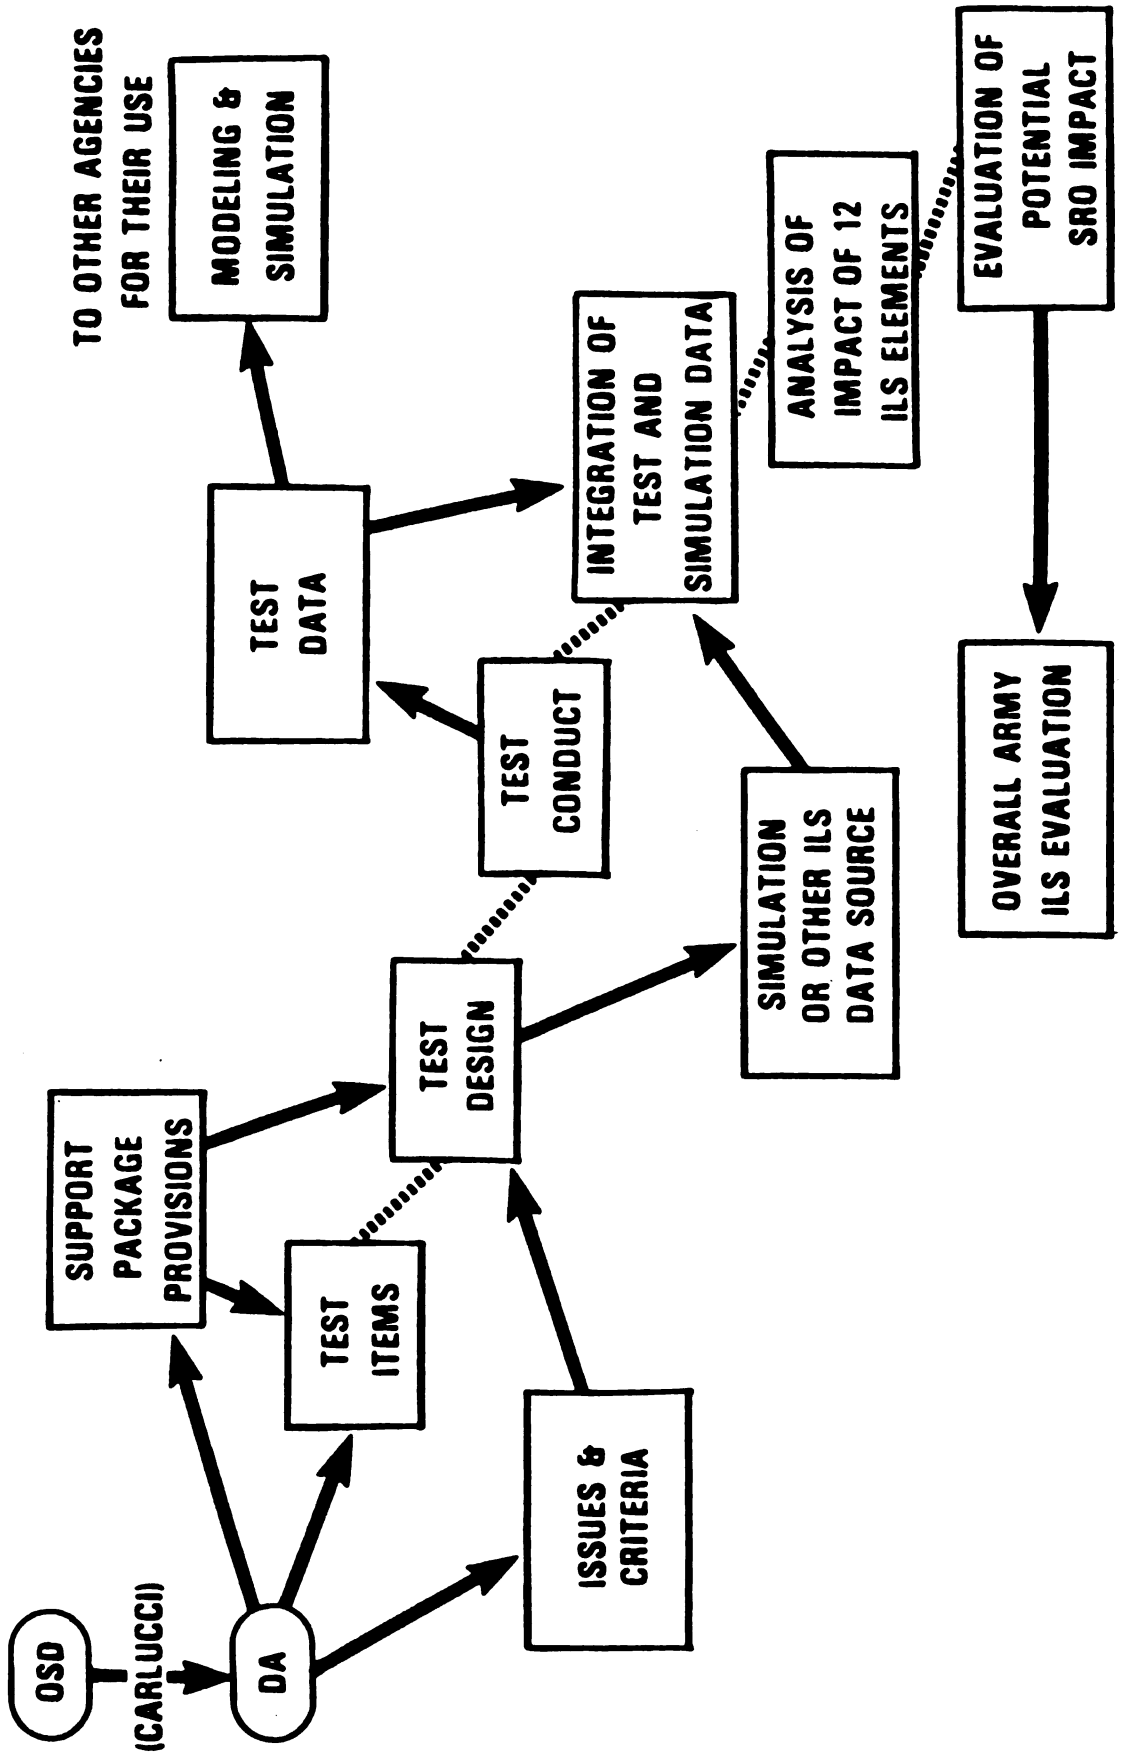 OSD
(CARLUCCI)
DA
SUPPORT
PACKAGE
PROVISIONS
TEST
ITEMS
ISSUES &
CRITERIA
TEST
DESIGN
TEST
CONDUCT
TEST
DATA
TO OTHER AGENCIES
FOR THEIR USE
MODELING &
SIMULATION
SIMULATION
OR OTHER ILS
DATA SOURCE
INTEGRATION OF
TEST AND
SIMULATION DATA
ANALYSIS OF
IMPACT OF 12
ILS ELEMENTS
EVALUATION OF
POTENTIAL
SRO IMPACT
OVERALL ARMY
ILS EVALUATION